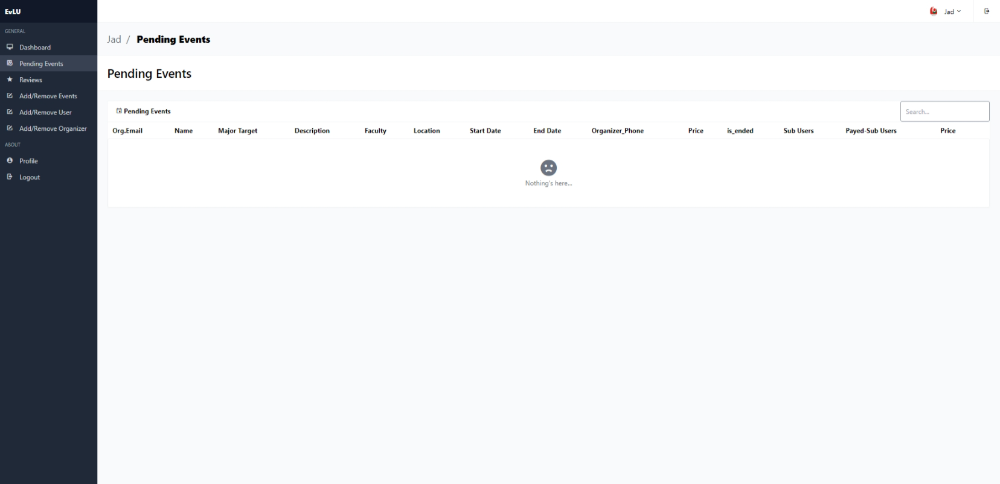 EvLU
Jad
GENERAL
Dashboard
Pending Events
Reviews
Add/Remove Events
Add/Remove User
Add/Remove Organizer
ABOUT
Profile
Logout
Jad / Pending Events
Pending Events
Pending Events
Search...
Org.Email Name Major Target Description Faculty Location Start Date End Date Organizer_Phone Price is_ended Sub Users Payed-Sub Users Price
Nothing's here...